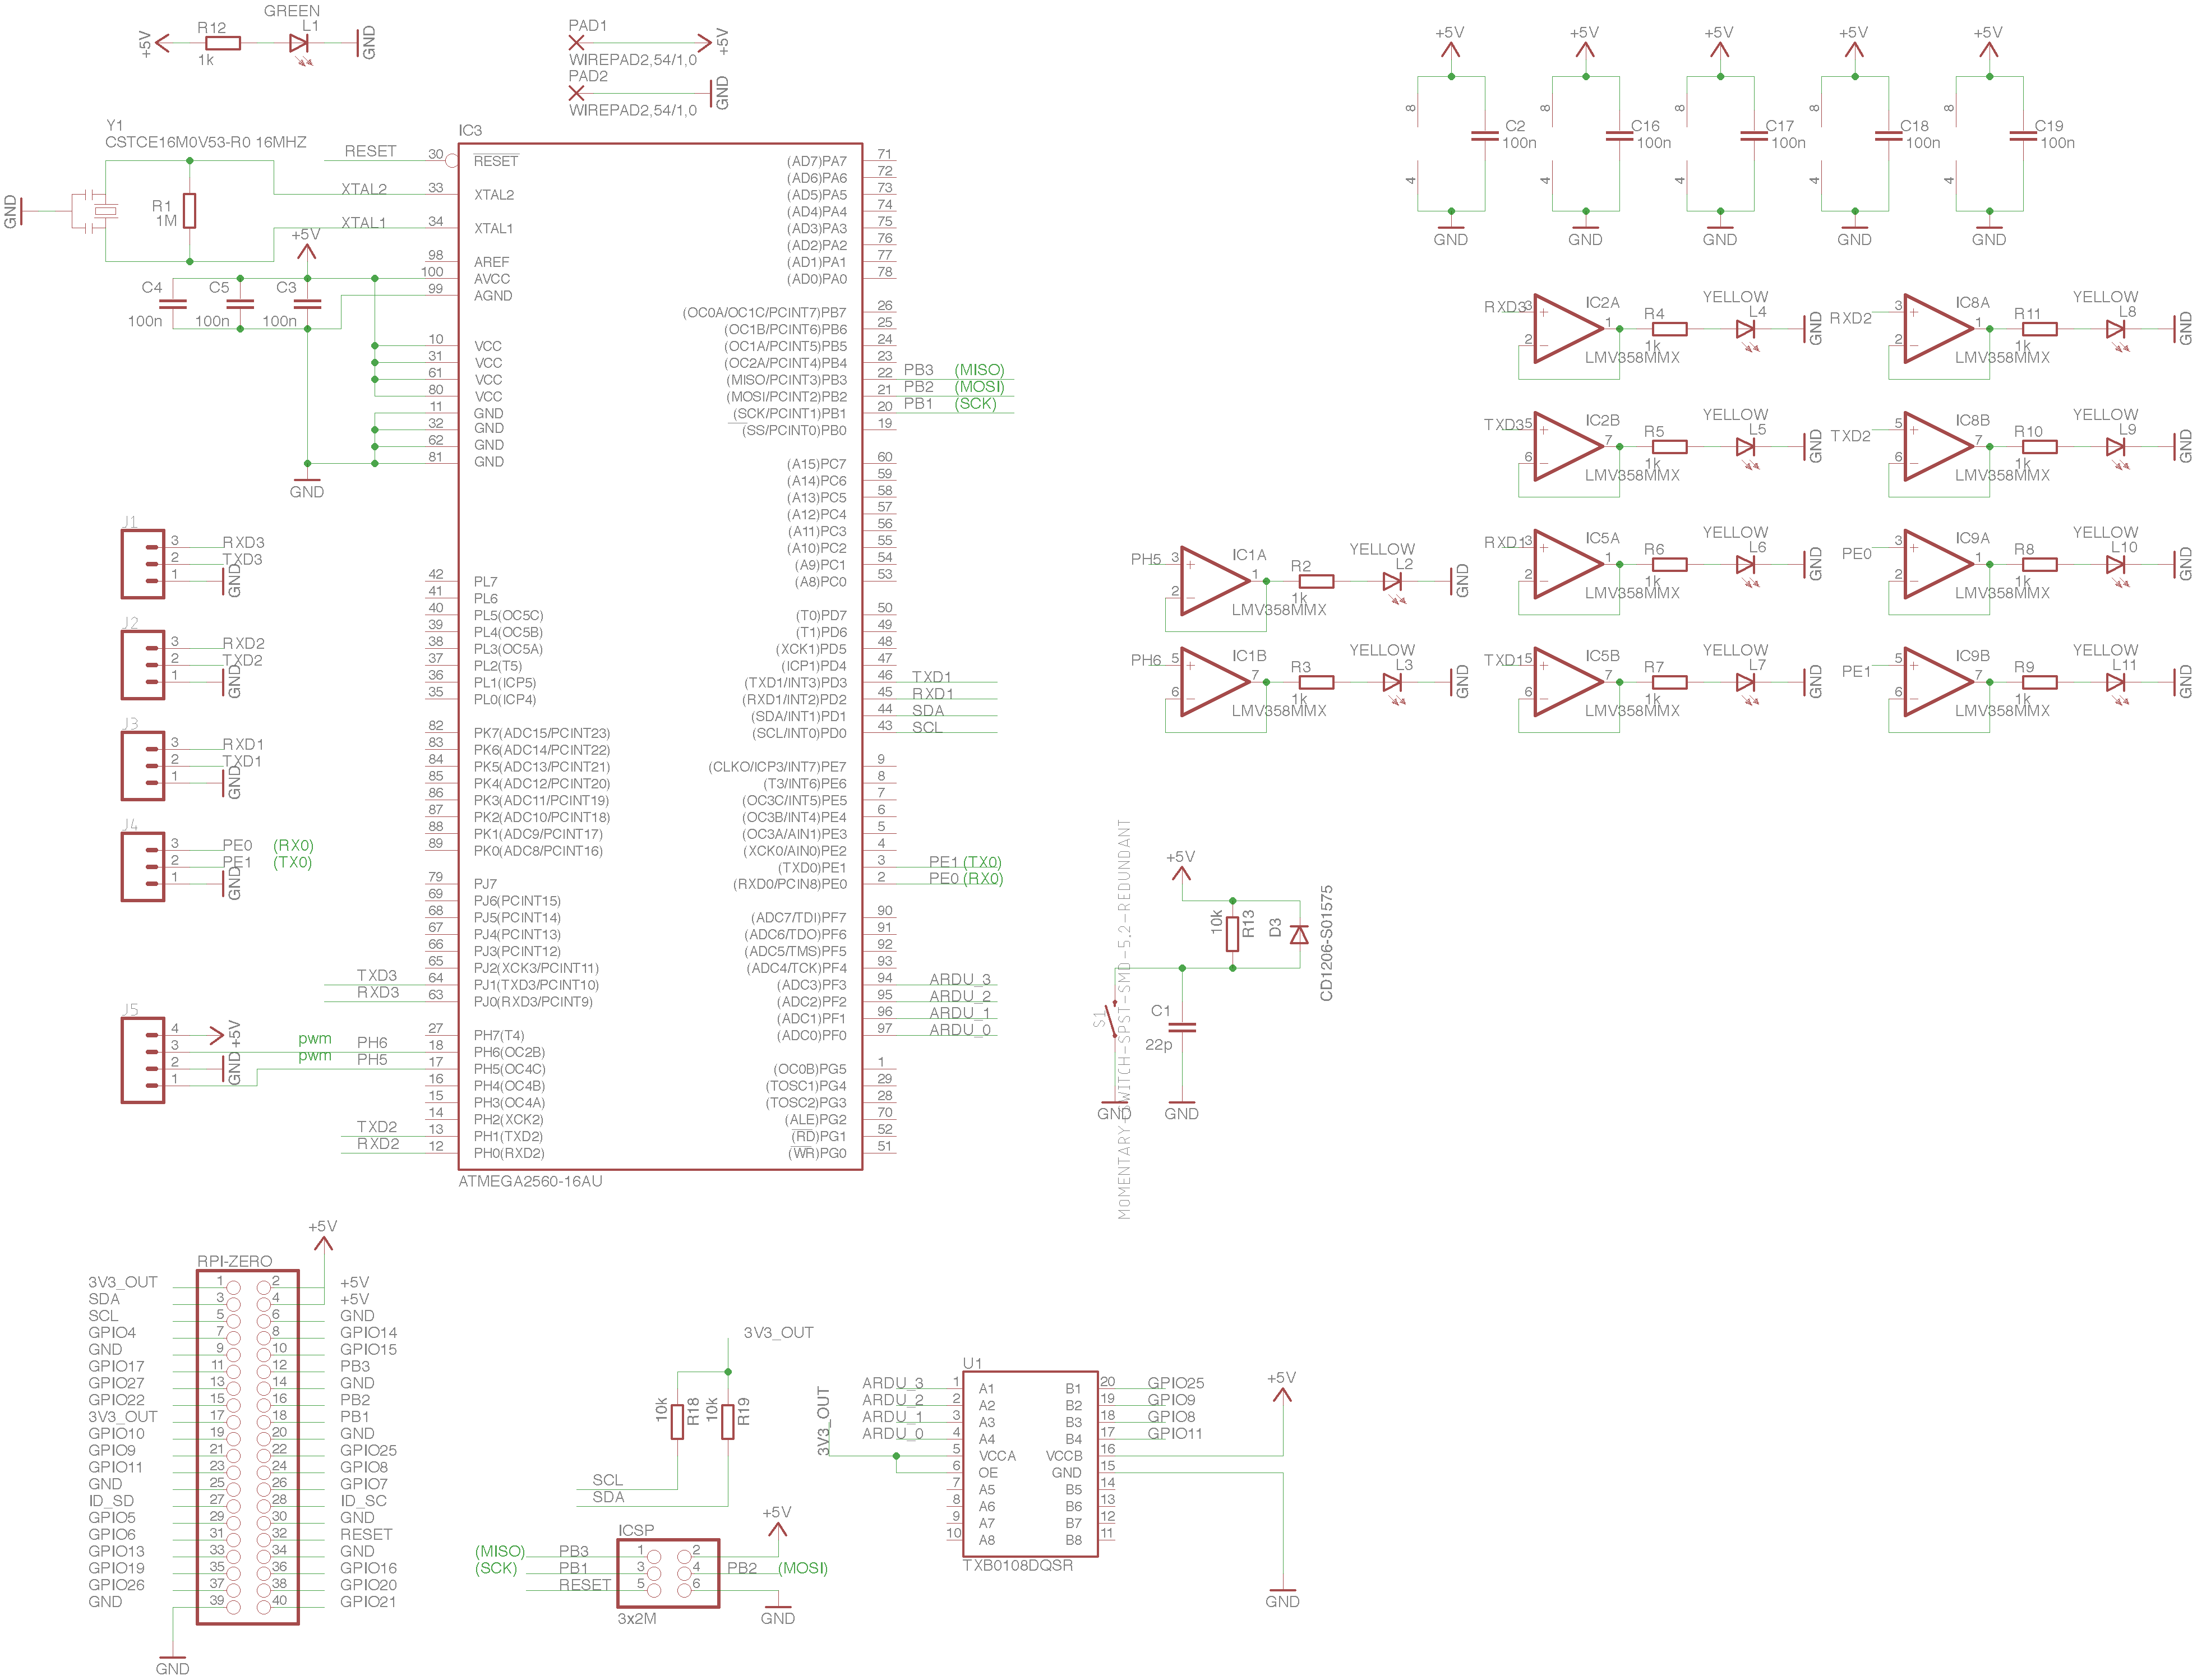 GREEN
R12
L1
+5V
1k
GND
PAD1
+5V
WIREPAD2,54/1,0
PAD2
GND
WIREPAD2,54/1,0
+5V +5V +5V +5V +5V
8 8 8 8 8
C2 C16 C17 C18 C19
100n 100n 100n 100n 100n
4 4 4 4 4
GND GND GND GND GND
Y1
CSTCE16M0V53-R0 16MHZ
GND
R1
1M
RESET
XTAL2
XTAL1
+5V
C4 C5 C3
100n 100n 100n
GND
IC3
30 RESET
33 XTAL2
34 XTAL1
98 AREF
100 AVCC
99 AGND
10 VCC
31 VCC
61 VCC
80 VCC
11 GND
32 GND
62 GND
81 GND
42 PL7
41 PL6
40 PL5(OC5C)
39 PL4(OC5B)
38 PL3(OC5A)
37 PL2(T5)
36 PL1(ICP5)
35 PL0(ICP4)
82 PK7(ADC15/PCINT23)
83 PK6(ADC14/PCINT22)
84 PK5(ADC13/PCINT21)
85 PK4(ADC12/PCINT20)
86 PK3(ADC11/PCINT19)
87 PK2(ADC10/PCINT18)
88 PK1(ADC9/PCINT17)
89 PK0(ADC8/PCINT16)
79 PJ7
69 PJ6(PCINT15)
68 PJ5(PCINT14)
67 PJ4(PCINT13)
66 PJ3(PCINT12)
65 PJ2(XCK3/PCINT11)
TXD3 64 PJ1(TXD3/PCINT10)
RXD3 63 PJ0(RXD3/PCINT9)
27 PH7(T4)
pwm PH6 18 PH6(OC2B)
pwm PH5 17 PH5(OC4C)
16 PH4(OC4B)
15 PH3(OC4A)
14 PH2(XCK2)
TXD2 13 PH1(TXD2)
RXD2 12 PH0(RXD2)
(AD7)PA7 71
(AD6)PA6 72
(AD5)PA5 73
(AD4)PA4 74
(AD3)PA3 75
(AD2)PA2 76
(AD1)PA1 77
(AD0)PA0 78
(OC0A/OC1C/PCINT7)PB7 26
(OC1B/PCINT6)PB6 25
(OC1A/PCINT5)PB5 24
(OC2A/PCINT4)PB4 23
(MISO/PCINT3)PB3 22 PB3 (MISO)
(MOSI/PCINT2)PB2 21 PB2 (MOSI)
(SCK/PCINT1)PB1 20 PB1 (SCK)
(SS/PCINT0)PB0 19
(A15)PC7 60
(A14)PC6 59
(A13)PC5 58
(A12)PC4 57
(A11)PC3 56
(A10)PC2 55
(A9)PC1 54
(A8)PC0 53
(T0)PD7 50
(T1)PD6 49
(XCK1)PD5 48
(ICP1)PD4 47
(TXD1/INT3)PD3 46 TXD1
(RXD1/INT2)PD2 45 RXD1
(SDA/INT1)PD1 44 SDA
(SCL/INT0)PD0 43 SCL
(CLKO/ICP3/INT7)PE7 9
(T3/INT6)PE6 8
(OC3C/INT5)PE5 7
(OC3B/INT4)PE4 6
(OC3A/AIN1)PE3 5
(XCK0/AIN0)PE2 4
(TXD0)PE1 3 PE1 (TX0)
(RXD0/PCIN8)PE0 2 PE0 (RX0)
(ADC7/TDI)PF7 90
(ADC6/TDO)PF6 91
(ADC5/TMS)PF5 92
(ADC4/TCK)PF4 93
(ADC3)PF3 94 ARDU_3
(ADC2)PF2 95 ARDU_2
(ADC1)PF1 96 ARDU_1
(ADC0)PF0 97 ARDU_0
(OC0B)PG5 1
(TOSC1)PG4 29
(TOSC2)PG3 28
(ALE)PG2 70
(RD)PG1 52
(WR)PG0 51
ATMEGA2560-16AU
J1
3 RXD3
2 TXD3
1 GND
J2
3 RXD2
2 TXD2
1 GND
J3
3 RXD1
2 TXD1
1 GND
J4
3 PE0 (RX0)
2 PE1 (TX0)
1 GND
J5
4 +5V
3
2 GND
1
PH5 3 + 2 - IC1A 1 R2 1k LMV358MMX YELLOW L2 GND
PH6 5 + 6 - IC1B 7 R3 1k LMV358MMX YELLOW L3 GND
RXD3 3 + 2 - IC2A 1 R4 1k LMV358MMX YELLOW L4 GND
TXD3 5 + 6 - IC2B 7 R5 1k LMV358MMX YELLOW L5 GND
RXD1 3 + 2 - IC5A 1 R6 1k LMV358MMX YELLOW L6 GND
TXD1 5 + 6 - IC5B 7 R7 1k LMV358MMX YELLOW L7 GND
RXD2 3 + 2 - IC8A 1 R11 1k LMV358MMX YELLOW L8 GND
TXD2 5 + 6 - IC8B 7 R10 1k LMV358MMX YELLOW L9 GND
PE0 3 + 2 - IC9A 1 R8 1k LMV358MMX YELLOW L10 GND
PE1 5 + 6 - IC9B 7 R9 1k LMV358MMX YELLOW L11 GND
+5V
10k
R13
D3
CD1206-S01575
S1
MOMENTARY-SWITCH-SPST-SMD-5.2-REDUNDANT
C1
22p
GND GND
+5V
RPI-ZERO
3V3_OUT 1 2 +5V
SDA 3 4 +5V
SCL 5 6 GND
GPIO4 7 8 GPIO14
GND 9 10 GPIO15
GPIO17 11 12 PB3
GPIO27 13 14 GND
GPIO22 15 16 PB2
3V3_OUT 17 18 PB1
GPIO10 19 20 GND
GPIO9 21 22 GPIO25
GPIO11 23 24 GPIO8
GND 25 26 GPIO7
ID_SD 27 28 ID_SC
GPIO5 29 30 GND
GPIO6 31 32 RESET
GPIO13 33 34 GND
GPIO19 35 36 GPIO16
GPIO26 37 38 GPIO20
GND 39 40 GPIO21
GND
3V3_OUT
10k R18 10k R19
SCL
SDA
+5V
ICSP
(MISO) PB3 1 2
(SCK) PB1 3 4 PB2 (MOSI)
RESET 5 6
3x2M
GND
U1
3V3_OUT
+5V
ARDU_3 1 A1 B1 20 GPIO25
ARDU_2 2 A2 B2 19 GPIO9
ARDU_1 3 A3 B3 18 GPIO8
ARDU_0 4 A4 B4 17 GPIO11
5 VCCA VCCB 16
6 OE GND 15
7 A5 B5 14
8 A6 B6 13
9 A7 B7 12
10 A8 B8 11
TXB0108DQSR
GND